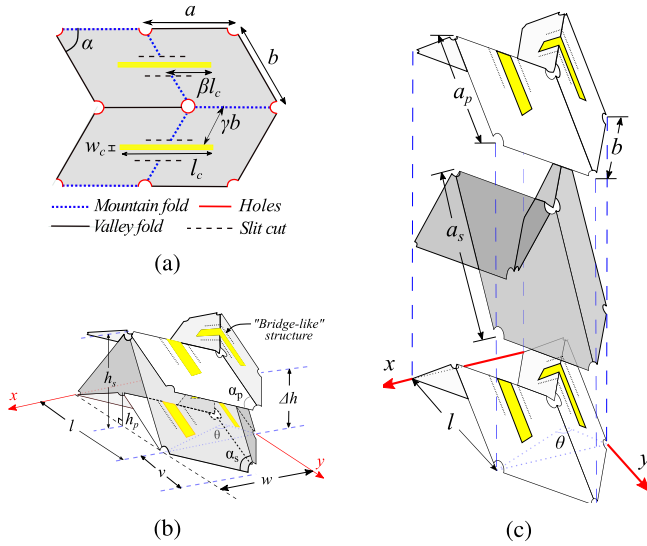 a
α
b
βl_c
γb
w_c
l_c
Mountain fold
Holes
Valley fold
Slit cut
(a)
"Bridge-like"
structure
x
h_s
h_p
l
v
θ
α_p
α_s
Δh
w
y
(b)
a_p
b
a_s
x
l
θ
y
(c)